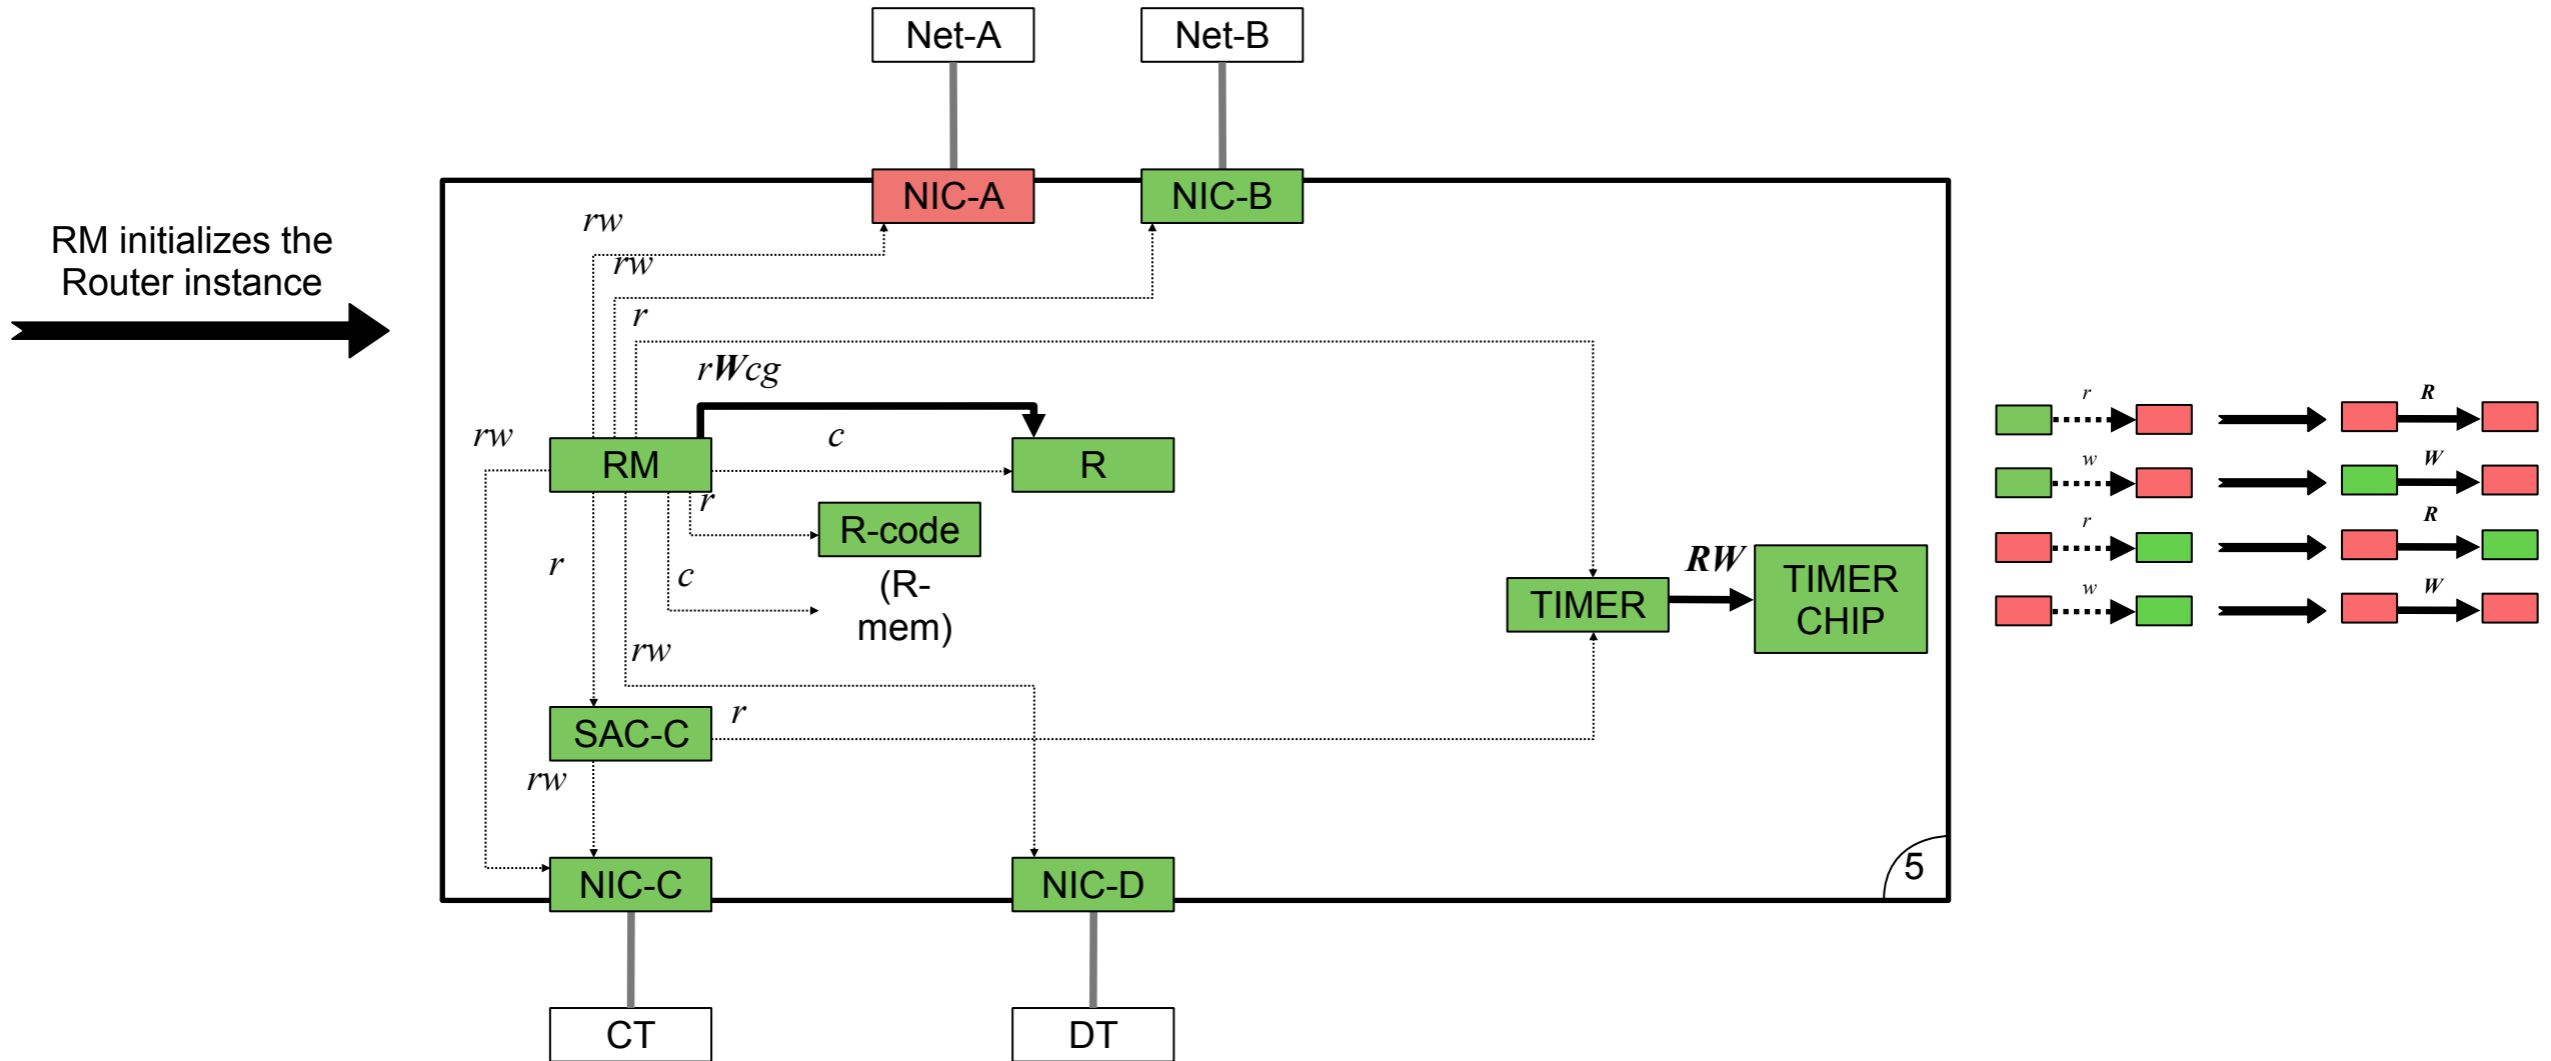 Net-A
Net-B
NIC-A
NIC-B
rw
RM initializes the
Router instance
rw
r
rWcg
rw
RM
c
R
r
R-code
r
c
(R-
mem)
RW
TIMER
TIMER
CHIP
rw
SAC-C
r
rw
NIC-C
NIC-D
5
CT
DT
r
R
w
W
r
R
w
W